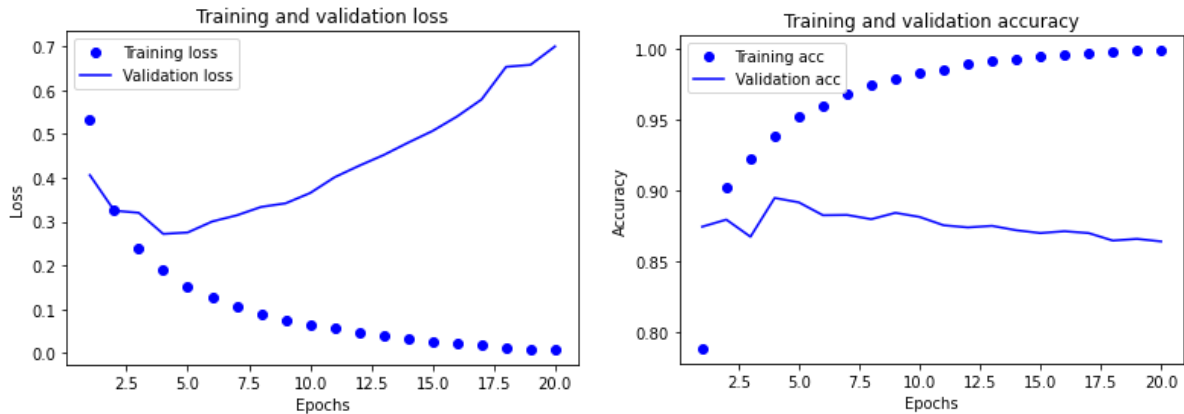 Training and validation loss
0.7
0.6
0.5
0.4
0.3
0.2
0.1
0.0
Loss
Training loss
Validation loss
2.5 5.0 7.5 10.0 12.5 15.0 17.5 20.0
Epochs
Training and validation accuracy
1.00
0.95
0.90
0.85
0.80
Accuracy
Training acc
Validation acc
2.5 5.0 7.5 10.0 12.5 15.0 17.5 20.0
Epochs